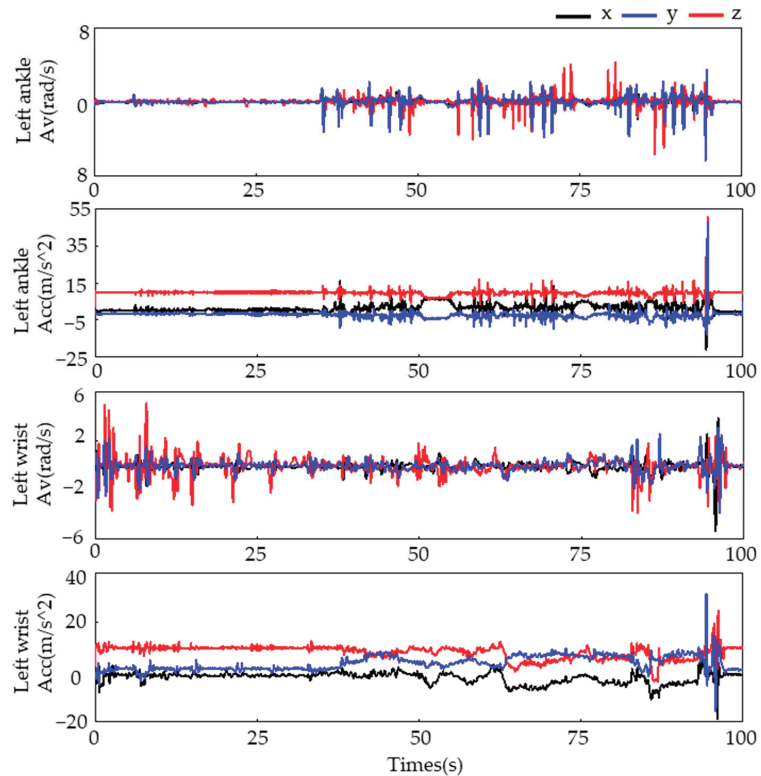 x y z
Left ankle
Av(rad/s)
8
0
8
0 25 50 75 100
Left ankle
Acc(m/s^2)
55
35
15
−5
−25
0 25 50 75 100
Left wrist
Av(rad/s)
6
2
−2
−6
0 25 50 75 100
Left wrist
Acc(m/s^2)
40
20
0
−20
0 25 50 75 100
Times(s)